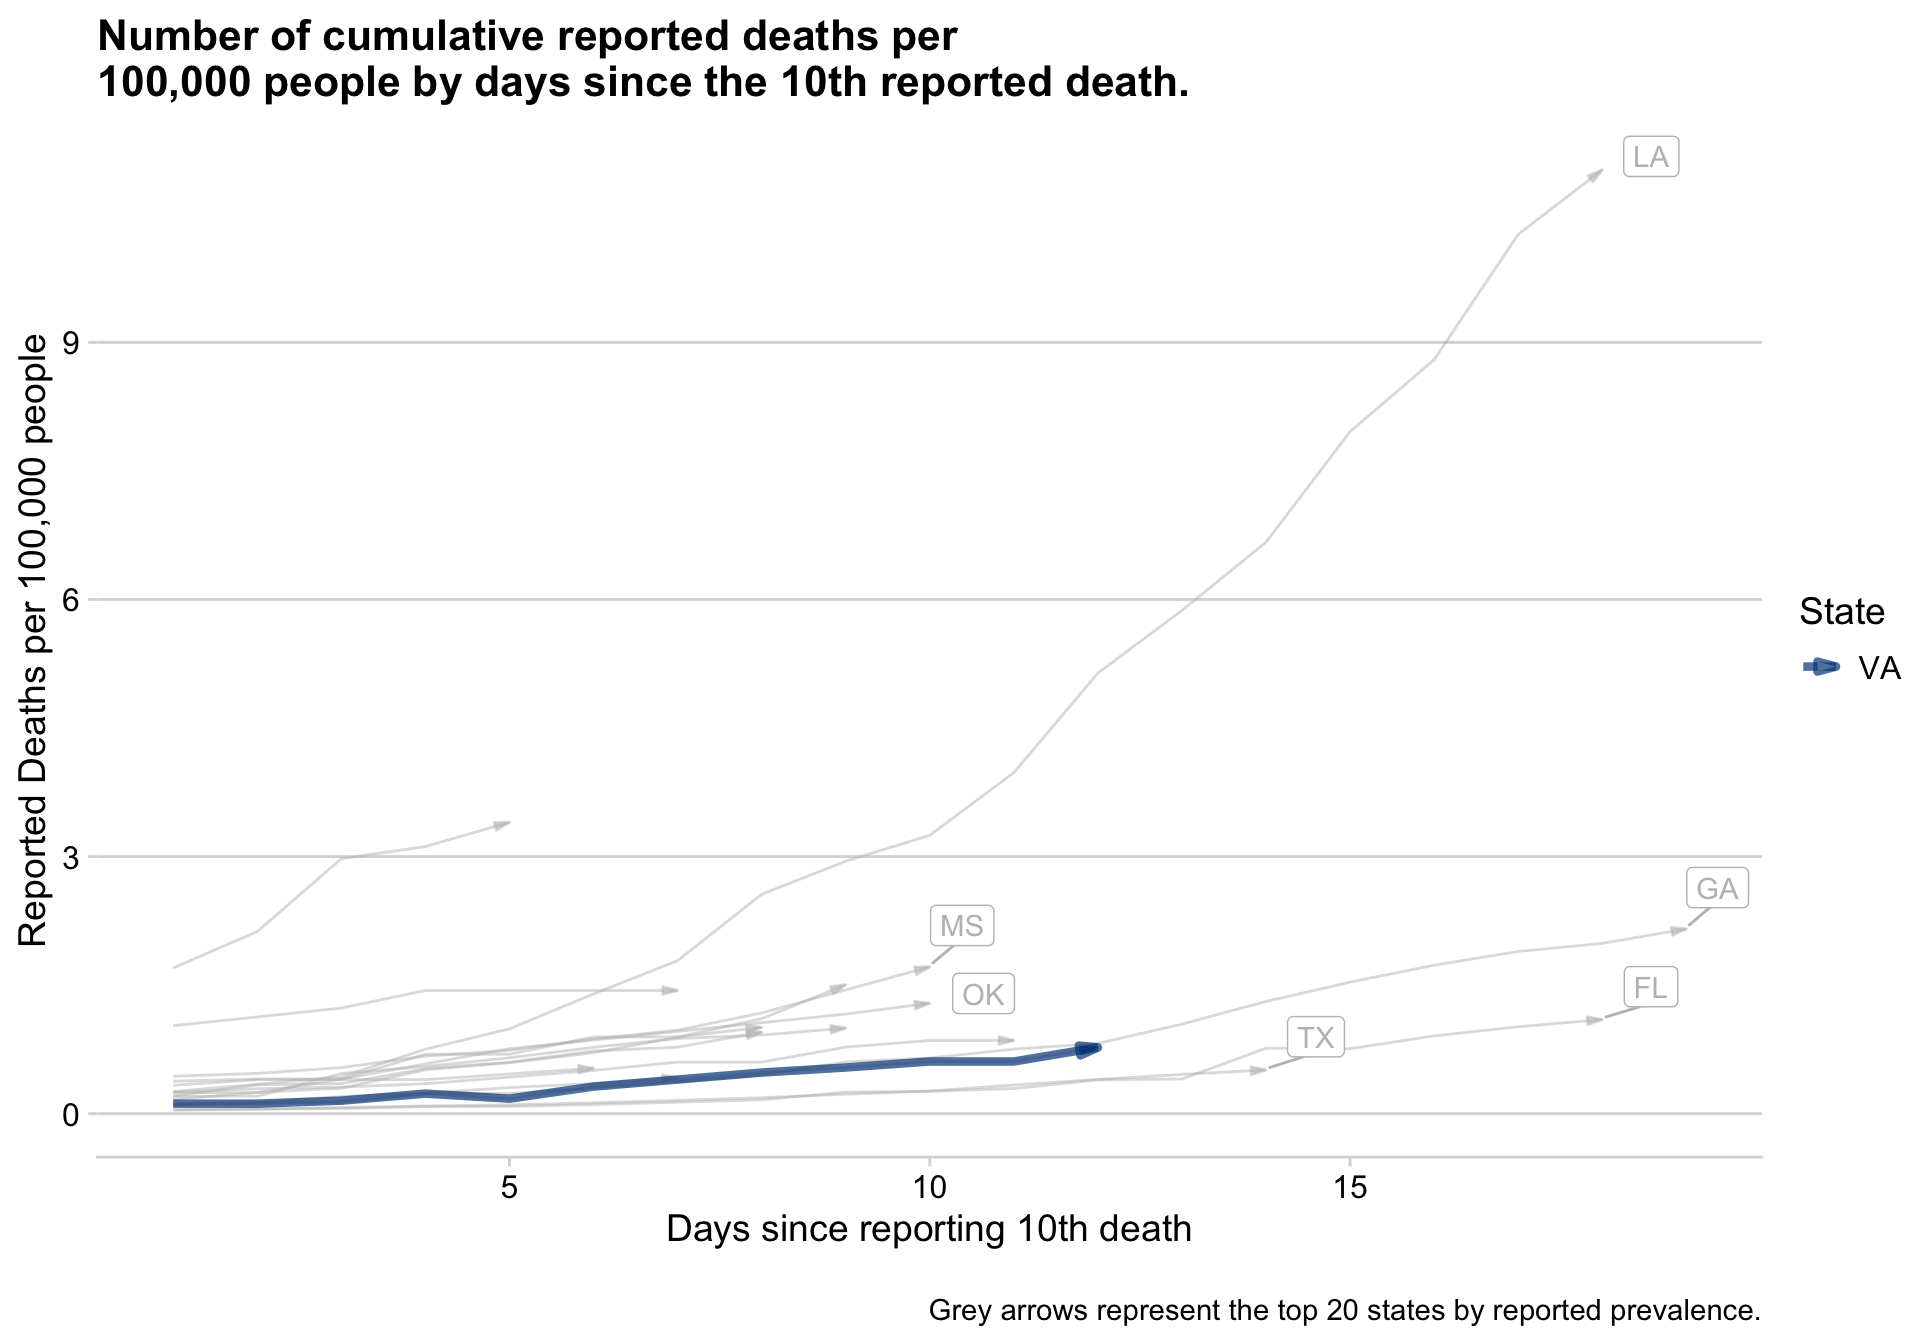 Number of cumulative reported deaths per
100,000 people by days since the 10th reported death.
Reported Deaths per 100,000 people
9
6
3
0
LA
GA
MS
FL
OK
TX
State
VA
5
10
15
Days since reporting 10th death
Grey arrows represent the top 20 states by reported prevalence.